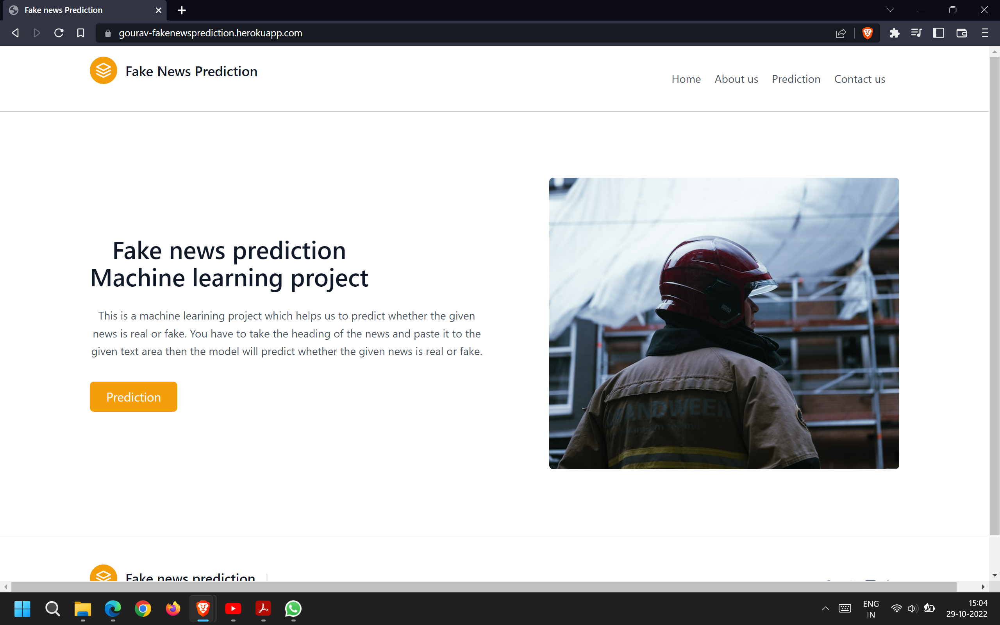 Fake news Prediction
gourav-fakenewsprediction.herokuapp.com
Fake News Prediction
Home About us Prediction Contact us
Fake news prediction
Machine learning project
This is a machine learining project which helps us to predict whether the given
news is real or fake. You have to take the heading of the news and paste it to the
given text area then the model will predict whether the given news is real or fake.
Prediction
BRANDWEER
Fake news prediction
ENG
IN
15:04
29-10-2022